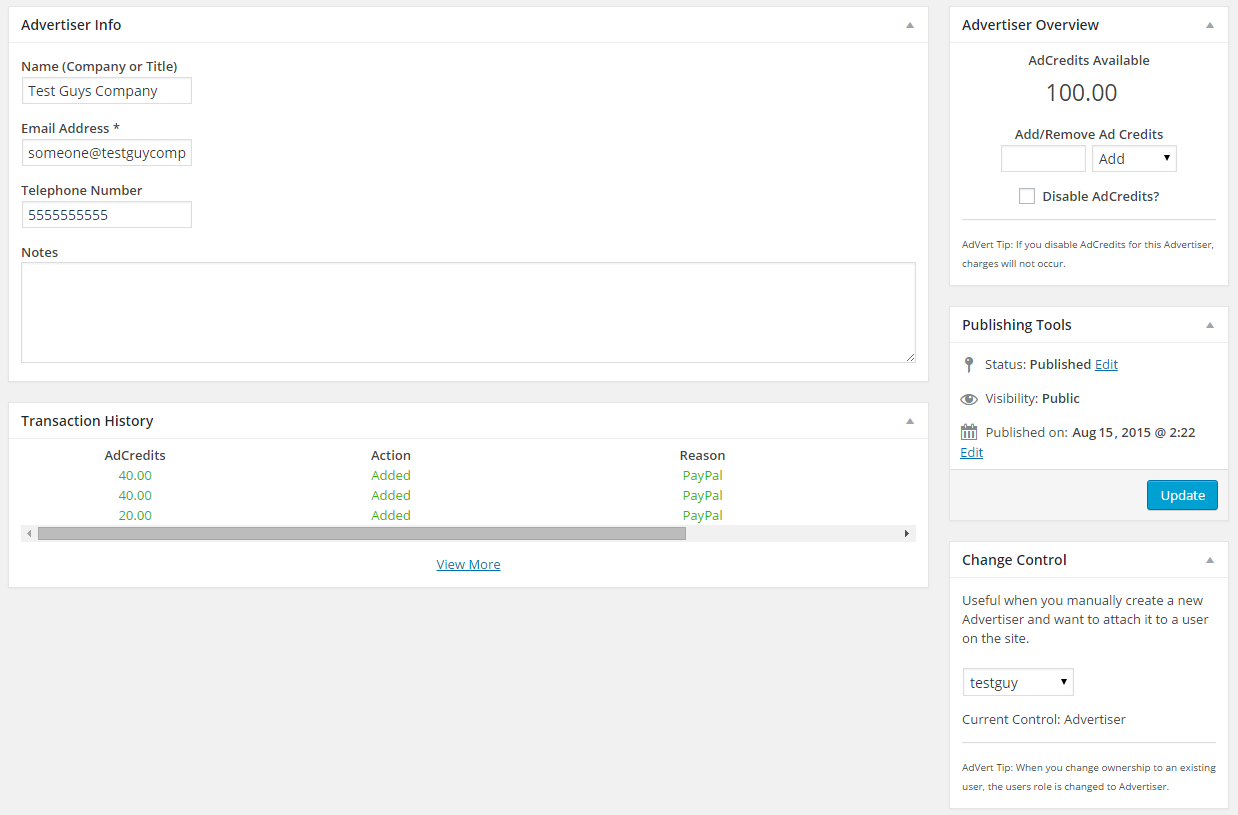 Advertiser Info
Name (Company or Title)
Test Guys Company
Email Address *
someone@testguycomp
Telephone Number
5555555555
Notes
Transaction History
AdCredits Action Reason
40.00 Added PayPal
40.00 Added PayPal
20.00 Added PayPal
View More
Advertiser Overview
AdCredits Available
100.00
Add/Remove Ad Credits
Add
Disable AdCredits?
AdVert Tip: If you disable AdCredits for this Advertiser,
charges will not occur.
Publishing Tools
Status: Published Edit
Visibility: Public
Published on: Aug 15, 2015 @ 2:22
Edit
Update
Change Control
Useful when you manually create a new
Advertiser and want to attach it to a user
on the site.
testguy
Current Control: Advertiser
AdVert Tip: When you change ownership to an existing
user, the users role is changed to Advertiser.